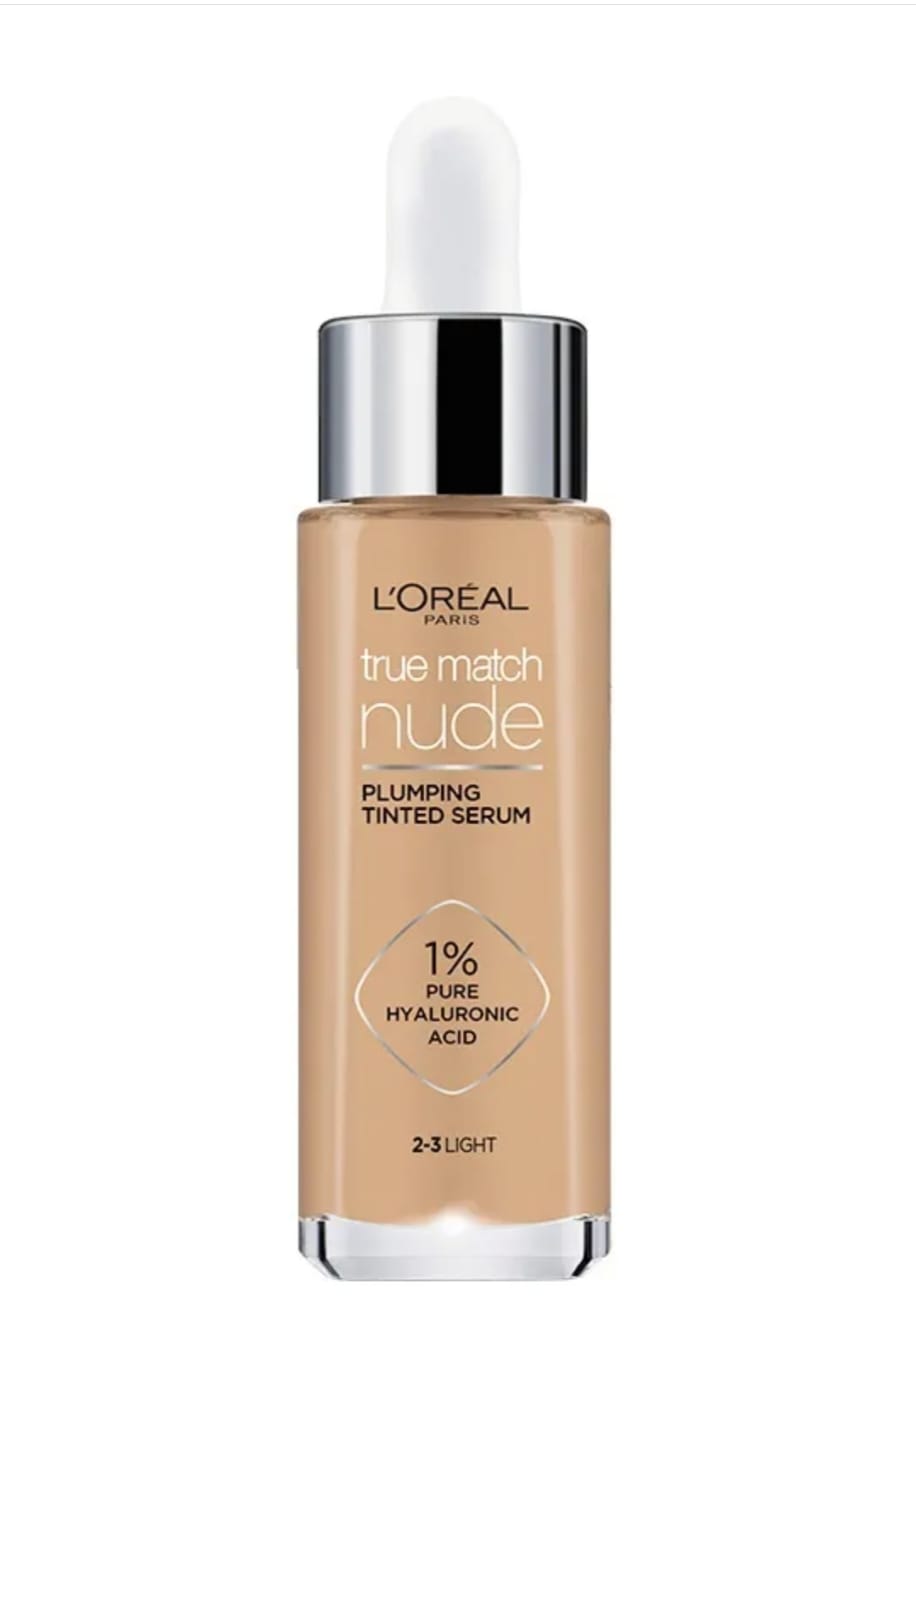 L'ORÉAL
PARIS
true match
nude
PLUMPING
TINTED SERUM
1%
PURE
HYALURONIC
ACID
2-3 LIGHT